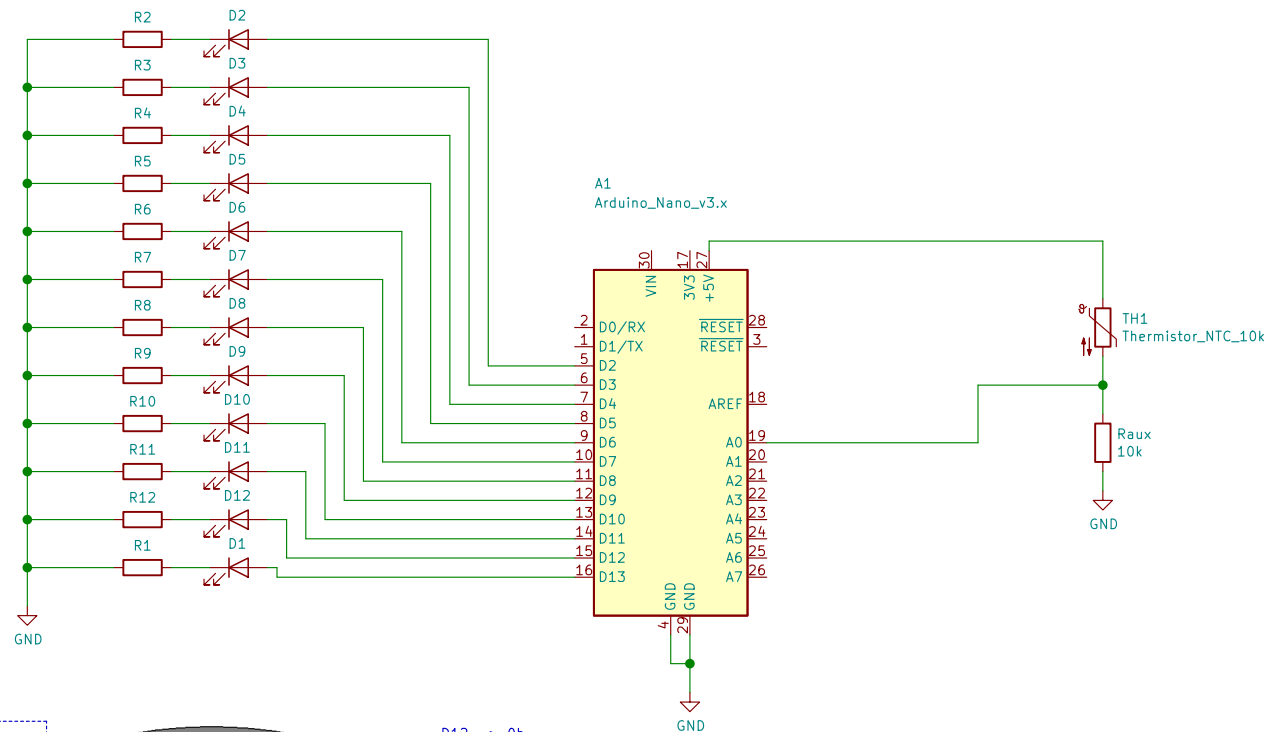 R2 D2
R3 D3
R4 D4
R5 D5
R6 D6
R7 D7
R8 D8
R9 D9
R10 D10
R11 D11
R12 D12
R1 D1
GND
A1
Arduino_Nano_v3.x
30 17 27
VIN 3V3 +5V
2 D0/RX RESET 28
1 D1/TX RESET 3
5 D2
6 D3
7 D4 AREF 18
8 D5
9 D6 A0 19
10 D7 A1 20
11 D8 A2 21
12 D9 A3 22
13 D10 A4 23
14 D11 A5 24
15 D12 A6 25
16 D13 A7 26
GND GND
4 29
GND
TH1
Thermistor_NTC_10k
Raux
10k
GND